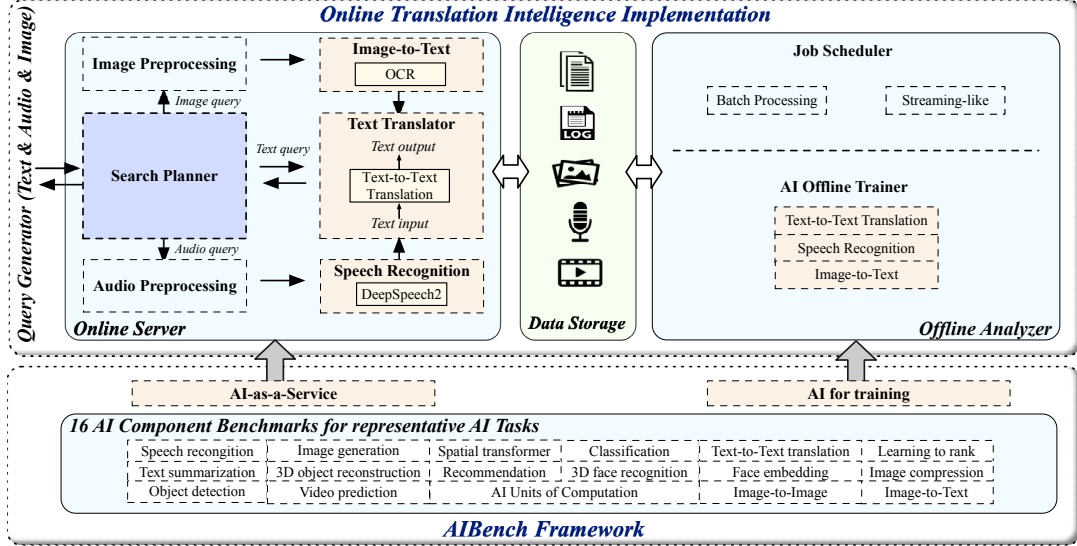 Online Translation Intelligence Implementation
Query Generator (Text & Audio & Image)
Image Preprocessing
Image query
Search Planner
Audio query
Audio Preprocessing
Text query
Image-to-Text
OCR
Text Translator
Text output
Text-to-Text
Translation
Text input
Speech Recognition
DeepSpeech2
Online Server
LOG
Data Storage
Job Scheduler
Batch Processing
Streaming-like
AI Offline Trainer
Text-to-Text Translation
Speech Recognition
Image-to-Text
Offline Analyzer
AI-as-a-Service
AI for training
16 AI Component Benchmarks for representative AI Tasks
Speech recongition Image generation Spatial transformer Classification Text-to-Text translation Learning to rank
Text summarization 3D object reconstruction Recommendation 3D face recognition Face embedding Image compression
Object detection Video prediction AI Units of Computation Image-to-Image Image-to-Text
AIBench Framework